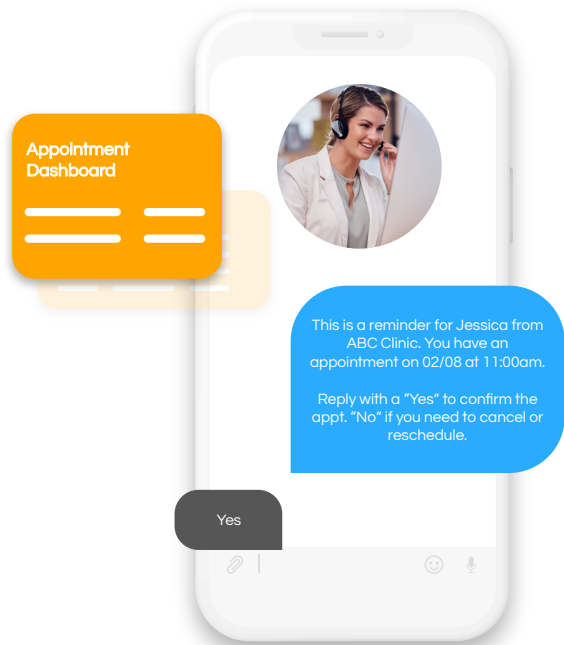 Appointment
Dashboard
This is a reminder for Jessica from
ABC Clinic. You have an
appointment on 02/08 at 11:00am.
Reply with a “Yes” to confirm the
appt. “No” if you need to cancel or
reschedule.
Yes